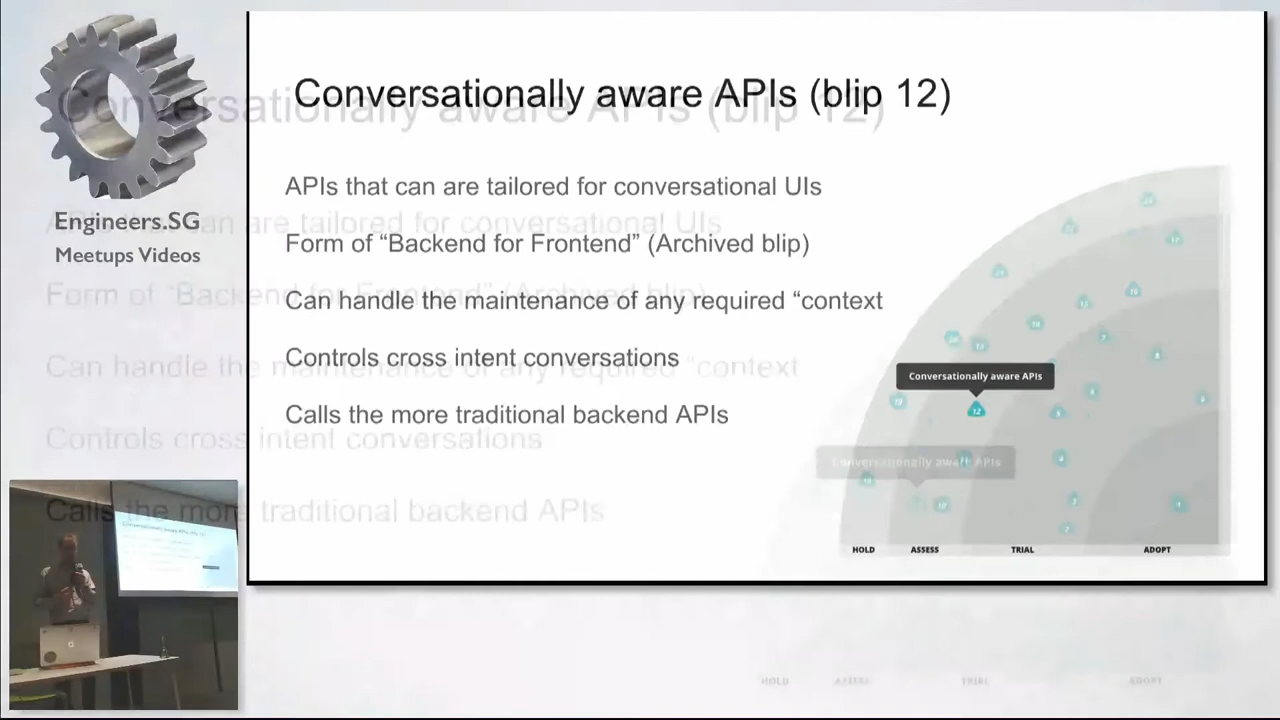 Engineers.SG
Meetups Videos
Conversationally aware APIs (blip 12)
APIs that can are tailored for conversational UIs
Form of “Backend for Frontend” (Archived blip)
Can handle the maintenance of any required “context
Controls cross intent conversations
Calls the more traditional backend APIs
Conversationally aware APIs
12
HOLD ASSESS TRIAL ADOPT